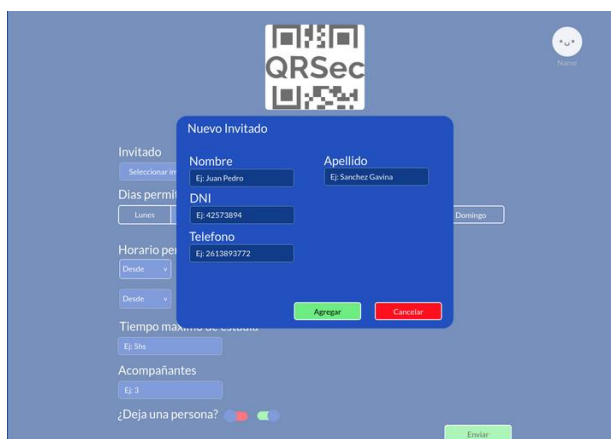 QRSec
Name
Nuevo Invitado
Invitado
Seleccionar in
Nombre
Apellido
Ej: Juan Pedro
Ej: Sanchez Gavina
Dias permit
DNI
Lunes
Ej: 42573894
Domingo
Telefono
Horario per
Ej: 2613893772
Desde v
Desde v
Agregar
Cancelar
Tiempo maximo de estadia
Ej: 5hs
Acompañantes
Ej: 3
¿Deja una persona?
Enviar